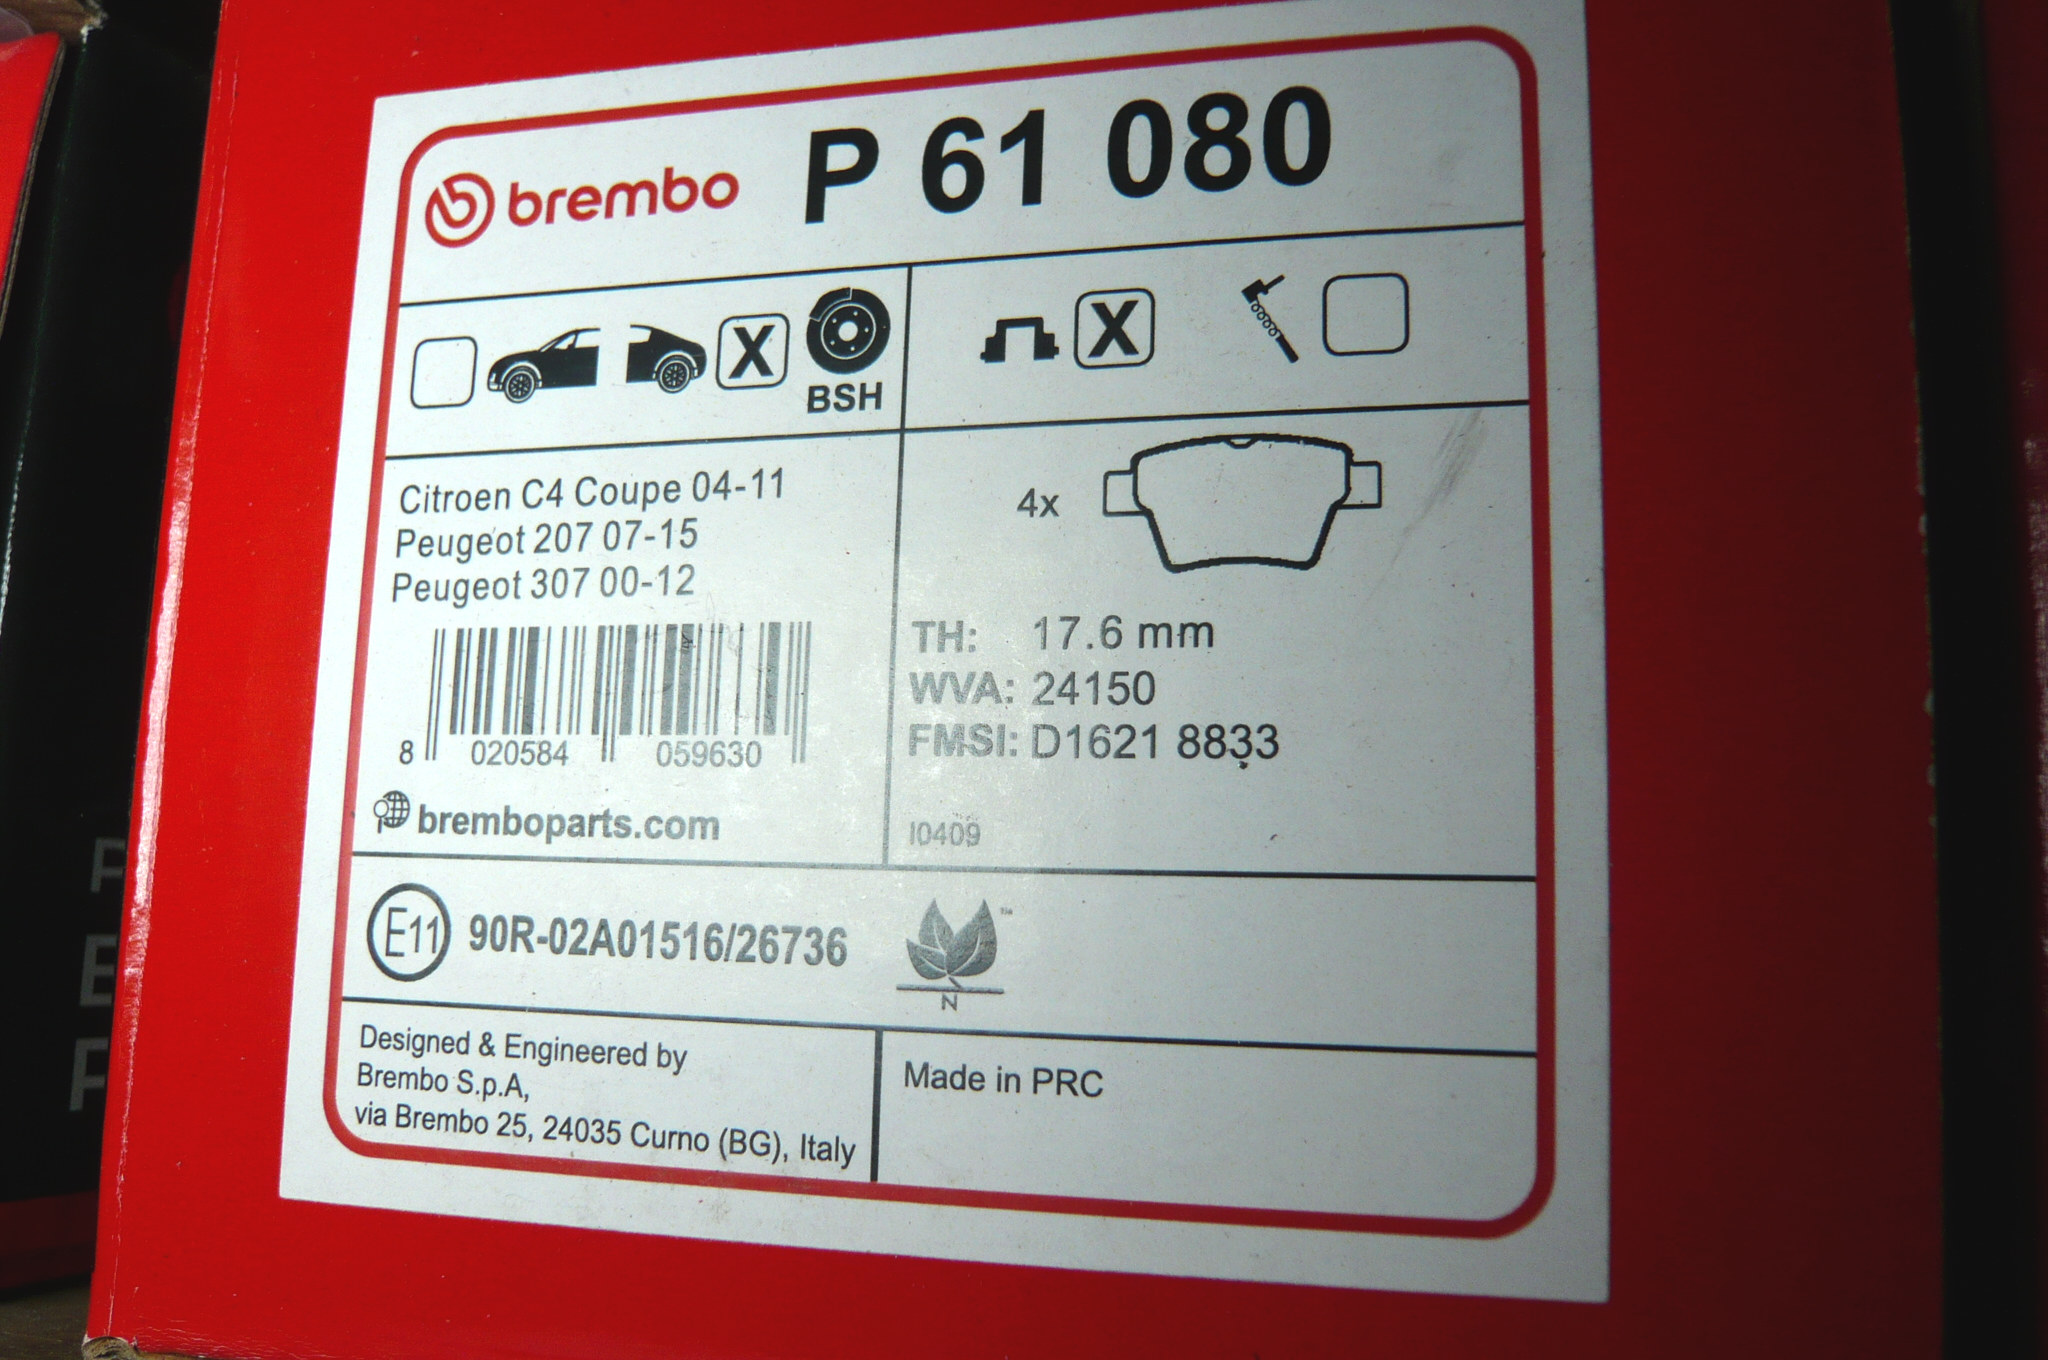 brembo P 61 080
X
BSH
X
Citroen C4 Coupe 04-11
Peugeot 207 07-15
Peugeot 307 00-12
8 020584 059630
bremboparts.com
4x
TH: 17.6 mm
WVA: 24150
FMSI: D1621 8833
I0409
E11 90R-02A01516/26736
N
™
Designed & Engineered by
Brembo S.p.A,
via Brembo 25, 24035 Curno (BG), Italy
Made in PRC